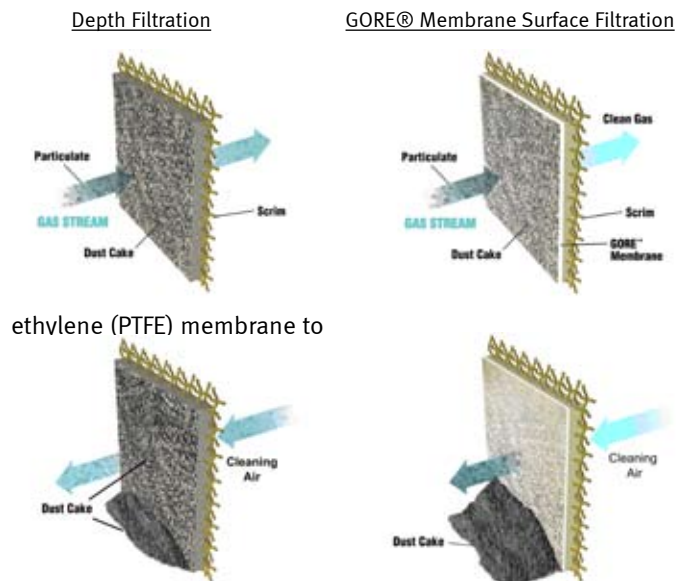 Depth Filtration
GORE® Membrane Surface Filtration
Particulate
GAS STREAM
Dust Cake
Scrim
Particulate
GAS STREAM
Dust Cake
Clean Gas
Scrim
GORE™
Membrane
ethylene (PTFE) membrane to
Cleaning
Air
Dust Cake
Cleaning
Air
Dust Cake